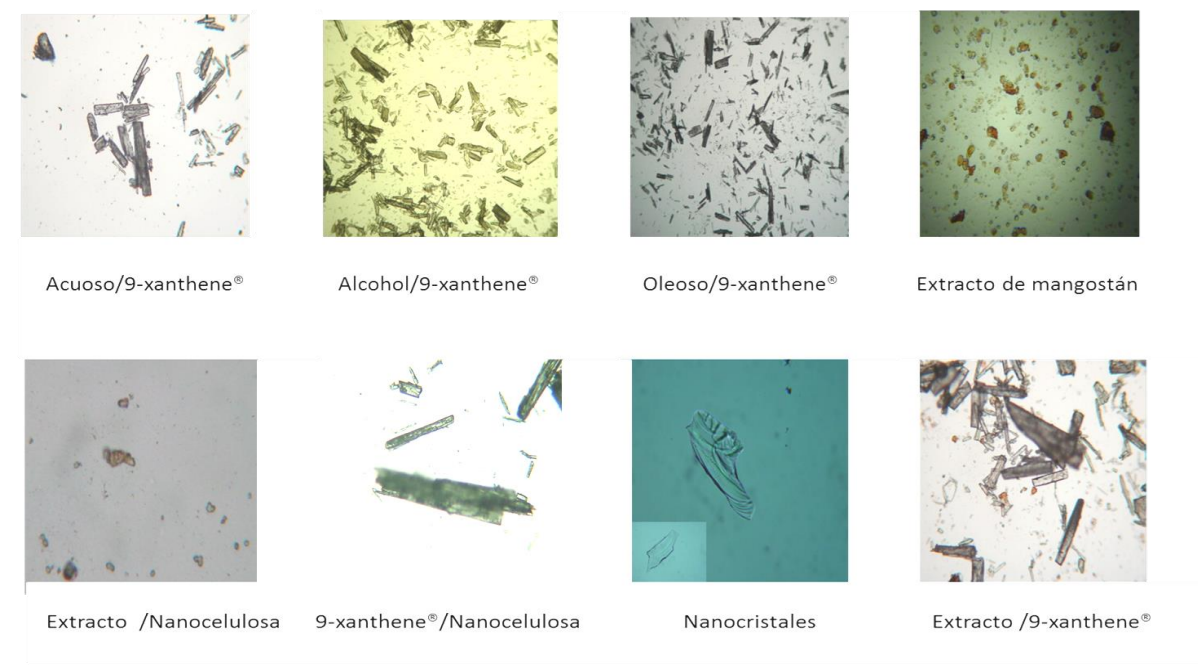 Acuoso/9-xanthene®
Alcohol/9-xanthene®
Oleoso/9-xanthene®
Extracto de mangostán
Extracto /Nanocelulosa
9-xanthene®/Nanocelulosa
Nanocristales
Extracto /9-xanthene®